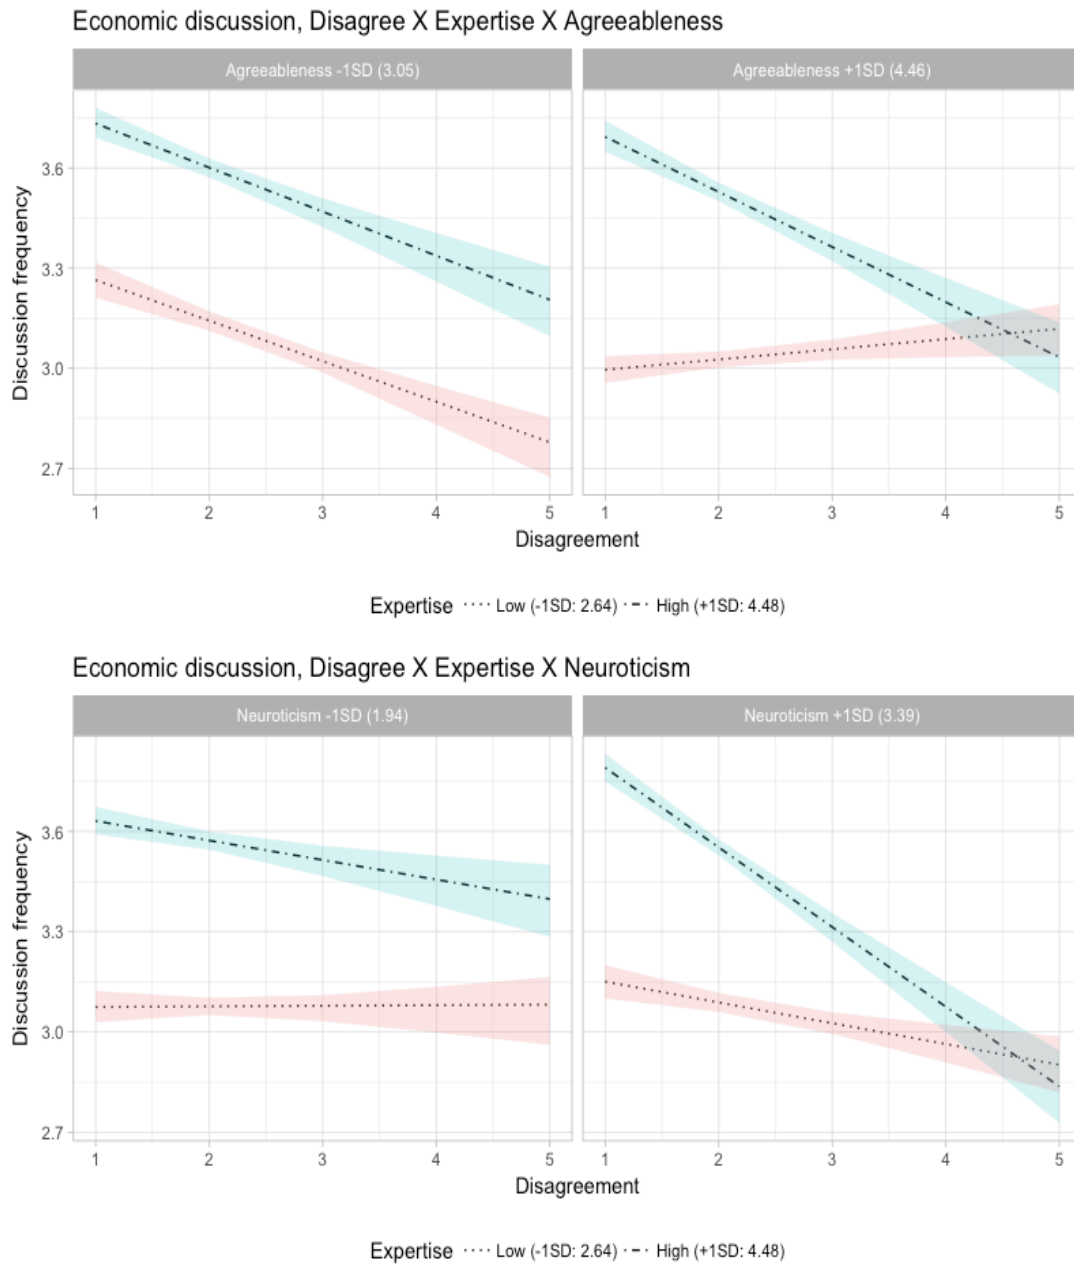 Economic discussion, Disagree X Expertise X Agreeableness
Agreeableness -1SD (3.05)
Agreeableness +1SD (4.46)
Discussion frequency
3.6
3.3
3.0
2.7
1 2 3 4 5
1 2 3 4 5
Disagreement
Expertise Low (-1SD: 2.64) High (+1SD: 4.48)
Economic discussion, Disagree X Expertise X Neuroticism
Neuroticism -1SD (1.94)
Neuroticism +1SD (3.39)
Discussion frequency
3.6
3.3
3.0
2.7
1 2 3 4 5
1 2 3 4 5
Disagreement
Expertise Low (-1SD: 2.64) High (+1SD: 4.48)